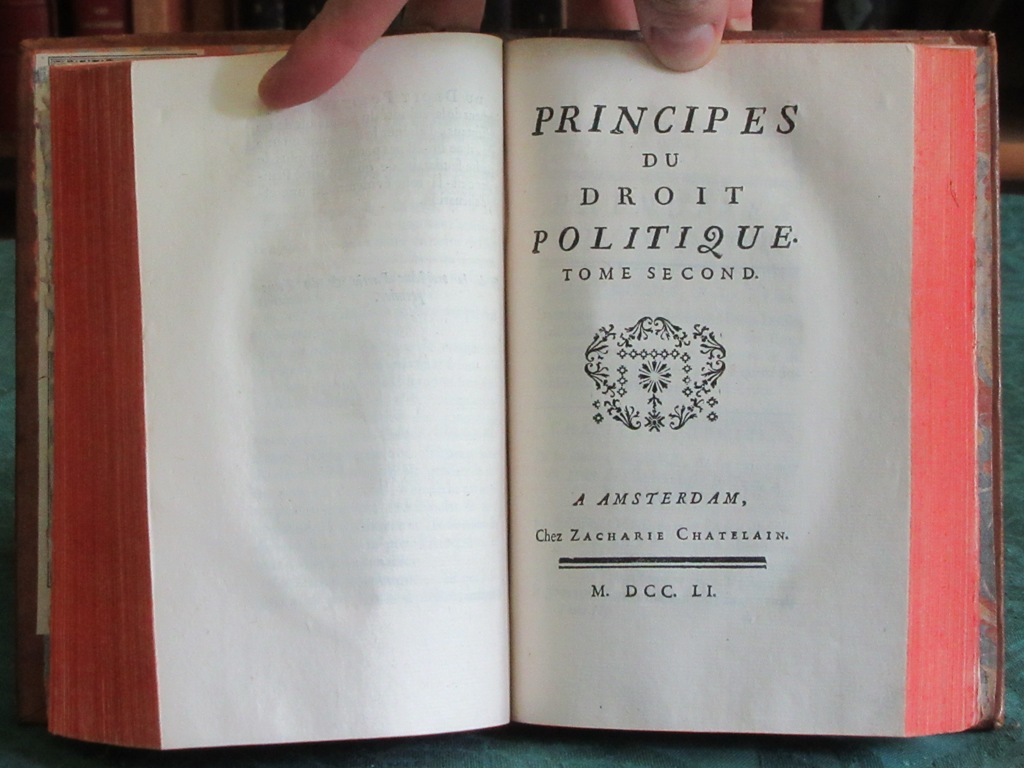 PRINCIPES
DU
DROIT
POLITIQUE.
TOME SECOND.
A AMSTERDAM,
Chez ZACHARIE CHATELAIN.
M. DCC. LI.